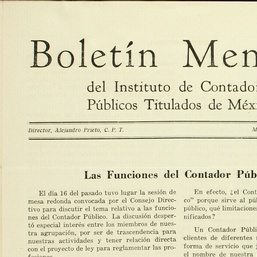 Boletín Men
del Instituto de Contado
Públicos Titulados de Méx
Director, Alejandro Prieto, C. P. T.
M
Las Funciones del Contador Púb
El día 16 del pasado tuvo lugar la sesión de
mesa redonda convocada por el Consejo Direc-
tivo para discutir el tema relativo a las funcio-
nes del Contador Público. La discusión desper-
tó especial interés entre los miembros de nues-
tra agrupación, por ser de trascendencia para
nuestras actividades y tener relación directa
con el proyecto de ley para reglamentar las pro-
En efecto, ¿el Cont
co" porque sirve al p
público, qué limitacione
nificados?
Un Contador Públ
clientes de diferentes
forma de servicio que j
el nombre de nuestra